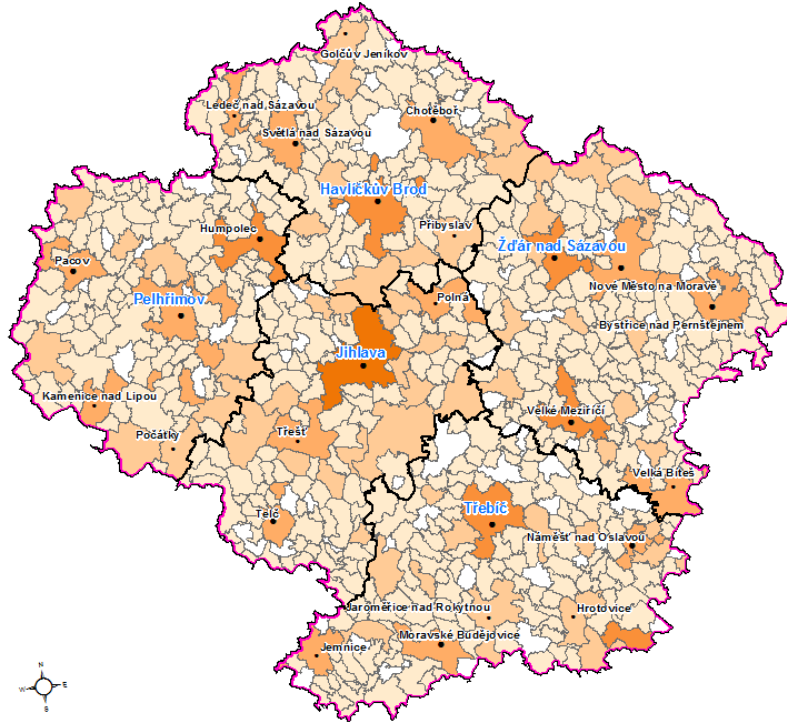 Golčův Jeníkov
Ledeč nad Sázavou
Chotěboř
Světlá nad Sázavou
Havlíčkův Brod
Přibyslav
Humpolec
Žďár nad Sázavou
Pacov
Nové Město na Moravě
Pelhřimov
Polná
Bystřice nad Pernštejnem
Jihlava
Kamenice nad Lipou
Velké Meziříčí
Počátky
Třešť
Velká Bíteš
Telč
Třebíč
Náměšť nad Oslavou
Jaroměřice nad Rokytnou
Hrotovice
Moravské Budějovice
Jemnice
N
W
E
S